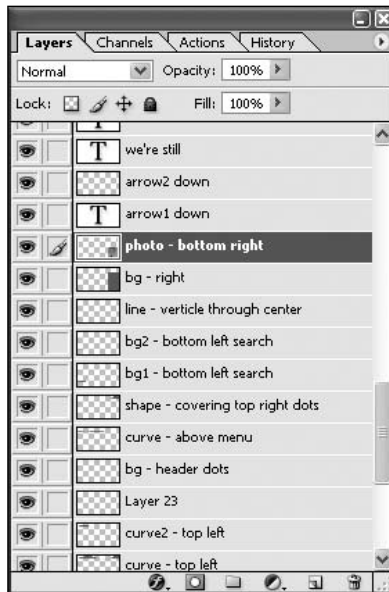 Layers Channels Actions History
Normal Opacity: 100%
Lock: Fill: 100%
T
T we're still
arrow2 down
T arrow1 down
photo - bottom right
bg - right
line - verticle through center
bg2 - bottom left search
bg1 - bottom left search
shape - covering top right dots
curve - above menu
bg - header dots
Layer 23
curve2 - top left
curve - top left